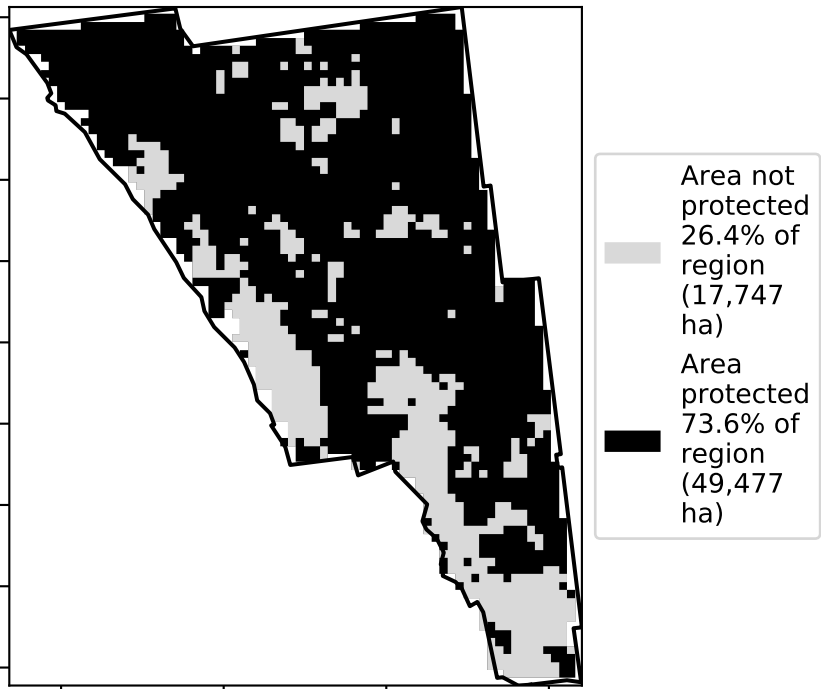 Area not
protected
26.4% of
region
(17,747
ha)
Area
protected
73.6% of
region
(49,477
ha)